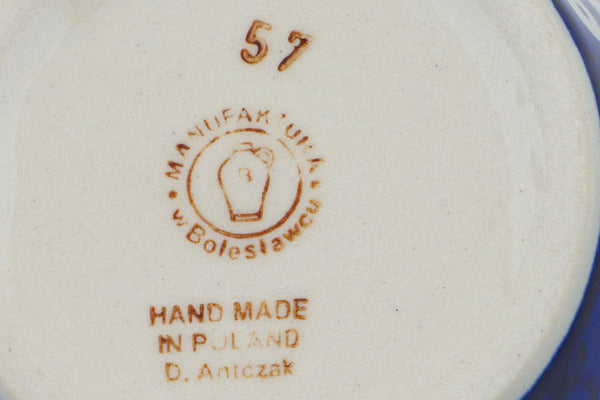 57
MANUFAKTURA
B
w Bolesławcu
HAND MADE
IN POLAND
D. Antczak